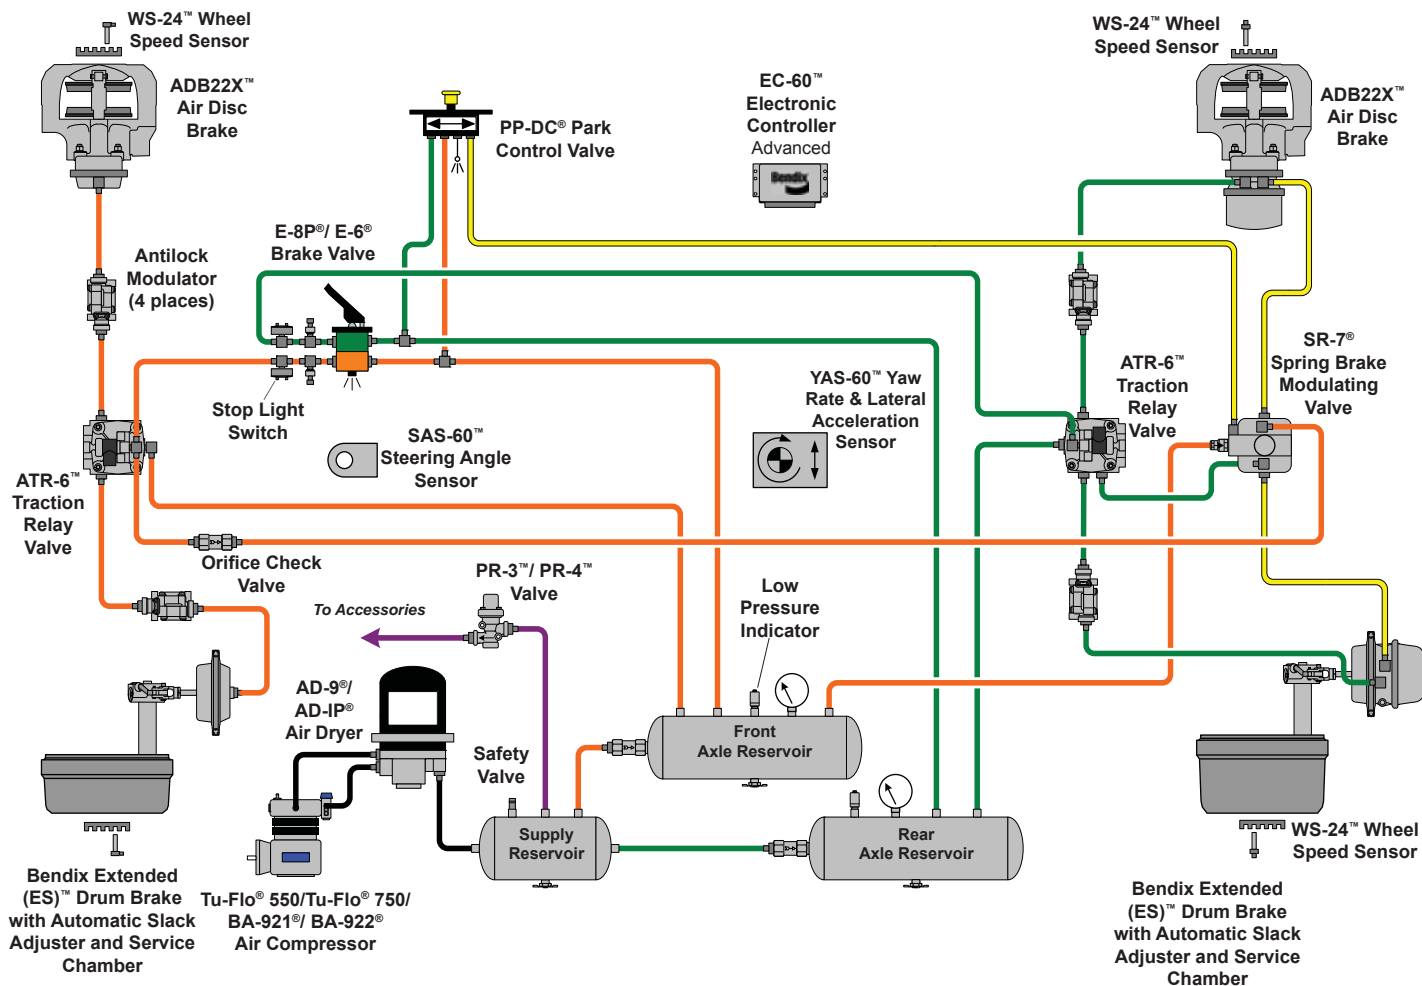 WS-24™ Wheel
Speed Sensor
ADB22X™
Air Disc
Brake
PP-DC® Park
Control Valve
EC-60™
Electronic
Controller
Advanced
Bendix
WS-24™ Wheel
Speed Sensor
ADB22X™
Air Disc
Brake
Antilock
Modulator
(4 places)
E-8P®/ E-6®
Brake Valve
Stop Light
Switch
SAS-60™
Steering Angle
Sensor
YAS-60™ Yaw
Rate & Lateral
Acceleration
Sensor
ATR-6™
Traction
Relay
Valve
SR-7®
Spring Brake
Modulating
Valve
ATR-6™
Traction
Relay
Valve
Orifice Check
Valve
PR-3™/ PR-4™
Valve
To Accessories
Low
Pressure
Indicator
AD-9®/
AD-IP®
Air Dryer
Safety
Valve
Front
Axle Reservoir
Supply
Reservoir
Rear
Axle Reservoir
Tu-Flo® 550/Tu-Flo® 750/
BA-921®/ BA-922®
Air Compressor
Bendix Extended
(ES)™ Drum Brake
with Automatic Slack
Adjuster and Service
Chamber
WS-24™ Wheel
Speed Sensor
Bendix Extended
(ES)™ Drum Brake
with Automatic Slack
Adjuster and Service
Chamber